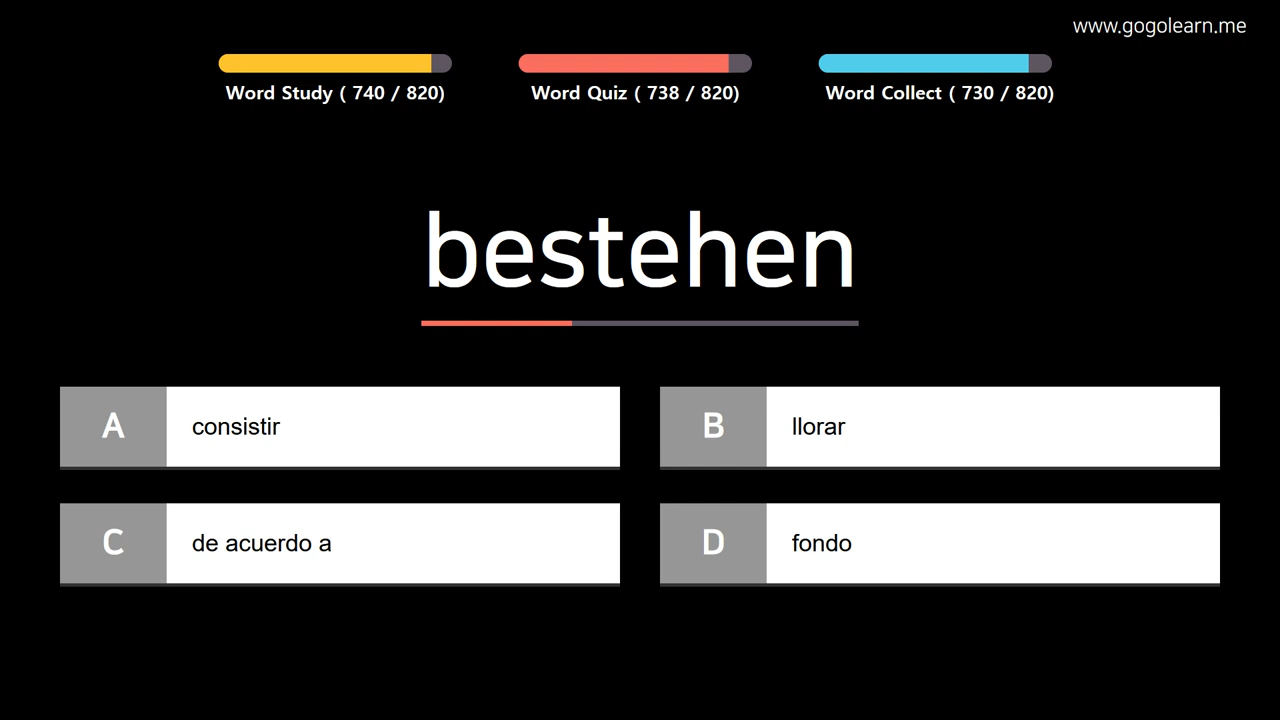 www.gogolearn.me
Word Study ( 740 / 820)
Word Quiz ( 738 / 820)
Word Collect ( 730 / 820)
bestehen
A consistir
B llorar
C de acuerdo a
D fondo